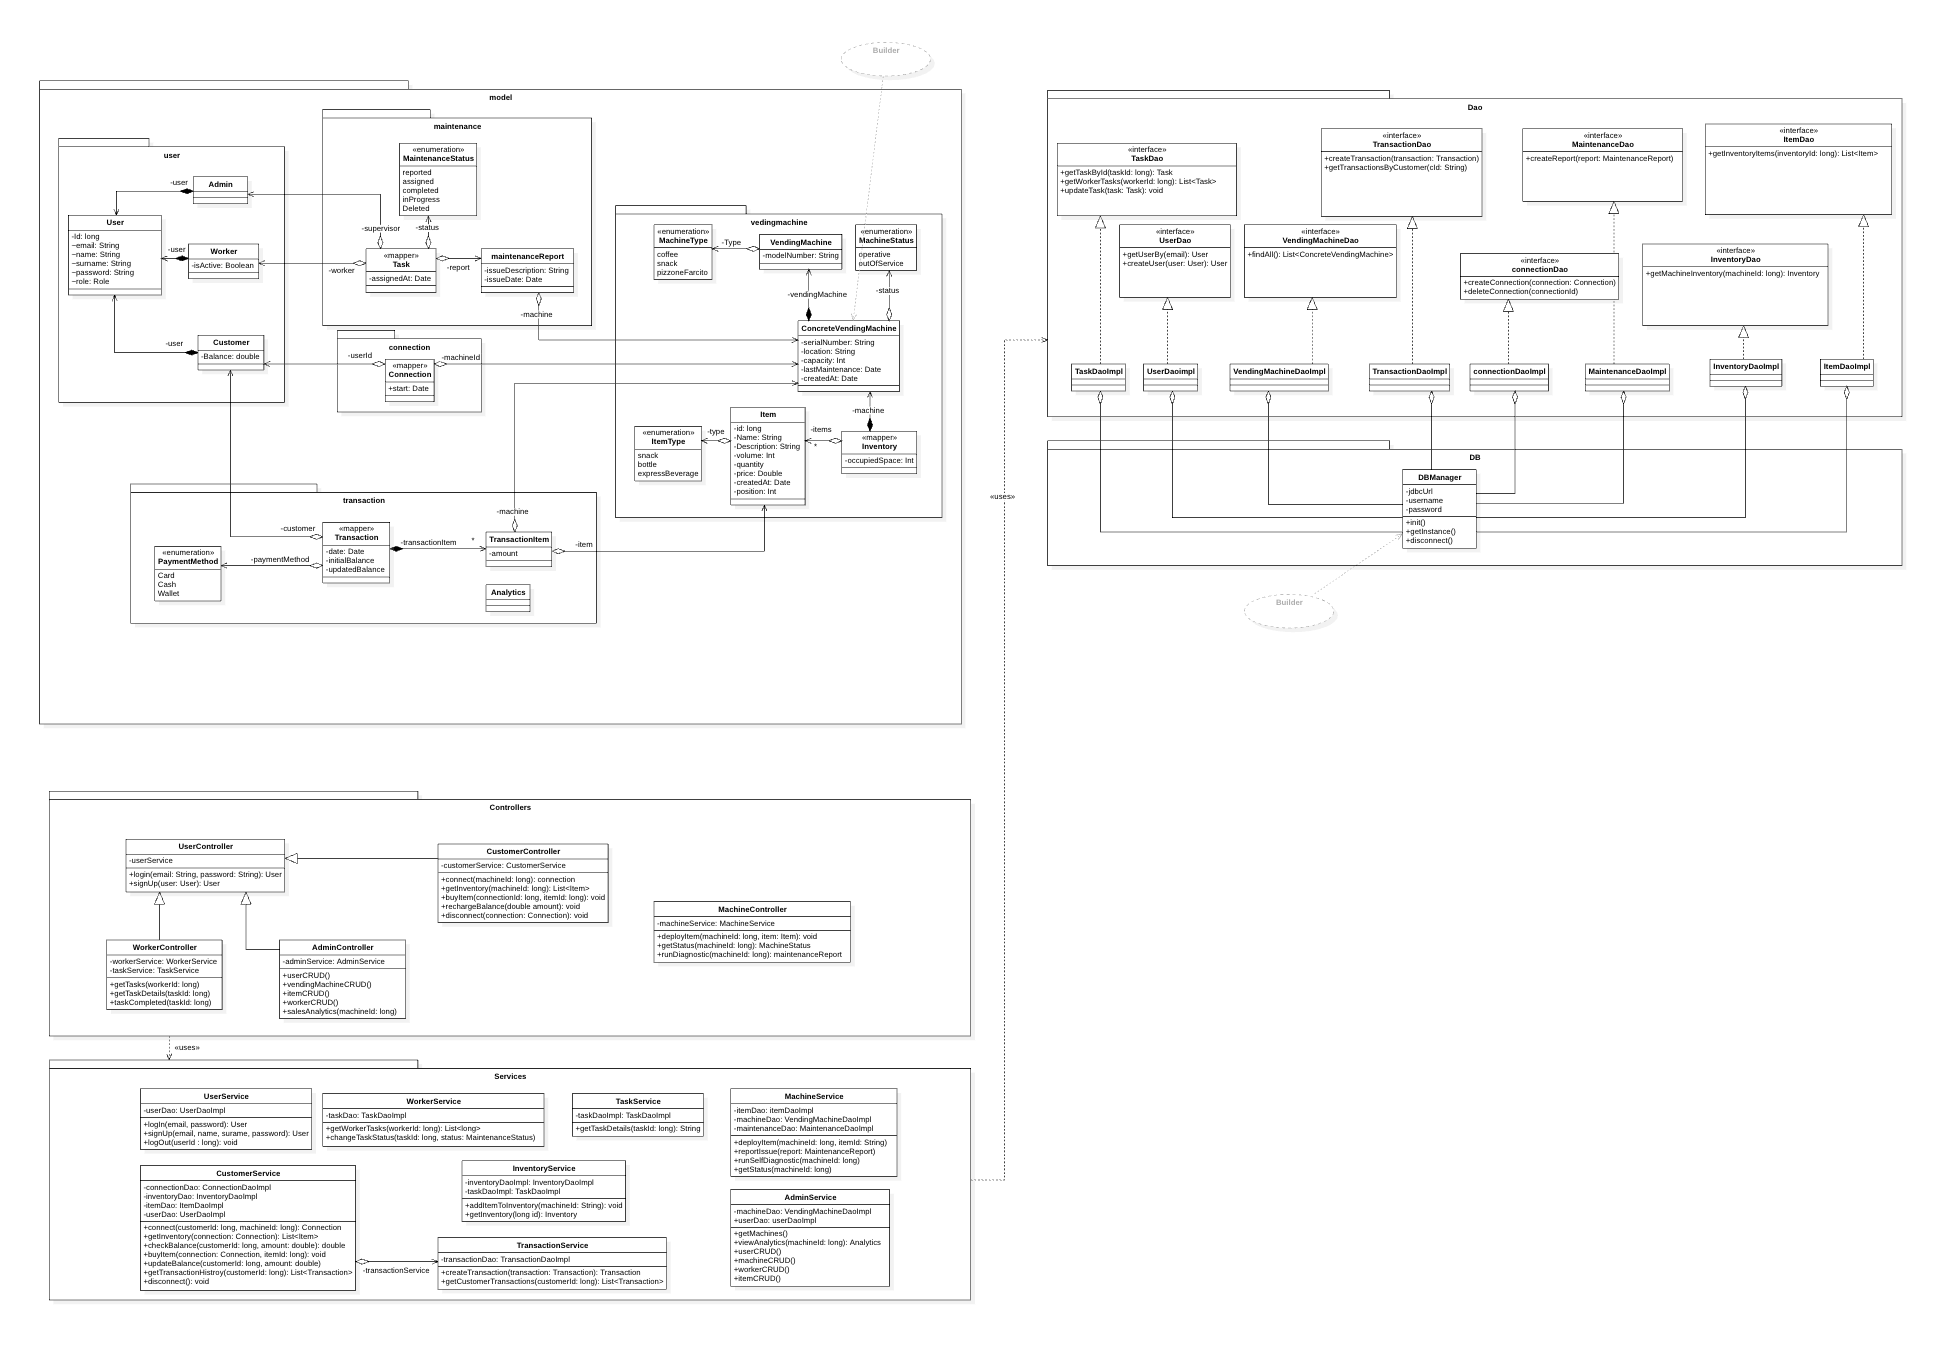 Builder
model
user
Admin
-user
User
-Id: long
~email: String
~name: String
~surname: String
~password: String
~role: Role
-user
Worker
-isActive: Boolean
-user
Customer
-Balance: double
maintenance
«enumeration»
MaintenanceStatus
reported
assigned
completed
inProgress
Deleted
-supervisor
-status
-worker
«mapper»
Task
-assignedAt: Date
-report
maintenanceReport
-issueDescription: String
-issueDate: Date
-machine
connection
-userId
«mapper»
Connection
+start: Date
-machineId
vedingmachine
«enumeration»
MachineType
coffee
snack
pizzoneFarcito
-Type
VendingMachine
-modelNumber: String
«enumeration»
MachineStatus
operative
outOfService
-vendingMachine
-status
ConcreteVendingMachine
-serialNumber: String
-location: String
-capacity: Int
-lastMaintenance: Date
-createdAt: Date
-machine
«enumeration»
ItemType
snack
bottle
expressBeverage
-type
Item
-id: long
-Name: String
-Description: String
-volume: Int
-quantity
-price: Double
-createdAt: Date
-position: Int
-items
*
«mapper»
Inventory
-occupiedSpace: Int
transaction
-customer
«enumeration»
PaymentMethod
Card
Cash
Wallet
-paymentMethod
«mapper»
Transaction
-date: Date
-initialBalance
-updatedBalance
-transactionItem
*
-machine
TransactionItem
-amount
-item
Analytics
Dao
«interface»
TaskDao
+getTaskById(taskId: long): Task
+getWorkerTasks(workerId: long): List<Task>
+updateTask(task: Task): void
«interface»
TransactionDao
+createTransaction(transaction: Transaction)
+getTransactionsByCustomer(cId: String)
«interface»
MaintenanceDao
+createReport(report: MaintenanceReport)
«interface»
ItemDao
+getInventoryItems(inventoryId: long): List<Item>
«interface»
UserDao
+getUserBy(email): User
+createUser(user: User): User
«interface»
VendingMachineDao
+findAll(): List<ConcreteVendingMachine>
«interface»
connectionDao
+createConnection(connection: Connection)
+deleteConnection(connectionId)
«interface»
InventoryDao
+getMachineInventory(machineId: long): Inventory
TaskDaoImpl
UserDaoimpl
VendingMachineDaoImpl
TransactionDaoImpl
connectionDaoImpl
MaintenanceDaoImpl
InventoryDaoImpl
ItemDaoImpl
«uses»
DB
DBManager
-jdbcUrl
-username
-password
+init()
+getInstance()
+disconnect()
Builder
Controllers
UserController
-userService
+login(email: String, password: String): User
+signUp(user: User): User
CustomerController
-customerService: CustomerService
+connect(machineId: long): connection
+getInventory(machineId: long): List<Item>
+buyItem(connectionId: long, itemId: long): void
+rechargeBalance(double amount): void
+disconnect(connection: Connection): void
MachineController
-machineService: MachineService
+deployItem(machineId: long, item: Item): void
+getStatus(machineId: long): MachineStatus
+runDiagnostic(machineId: long): maintenanceReport
WorkerController
-workerService: WorkerService
-taskService: TaskService
+getTasks(workerId: long)
+getTaskDetails(taskId: long)
+taskCompleted(taskId: long)
AdminController
-adminService: AdminService
+userCRUD()
+vendingMachineCRUD()
+itemCRUD()
+workerCRUD()
+salesAnalytics(machineId: long)
«uses»
Services
UserService
-userDao: UserDaoImpl
+logIn(email, password): User
+signUp(email, name, surame, password): User
+logOut(userId : long): void
WorkerService
-taskDao: TaskDaoImpl
+getWorkerTasks(workerId: long): List<long>
+changeTaskStatus(taskId: long, status: MaintenanceStatus)
TaskService
-taskDaoImpl: TaskDaoImpl
+getTaskDetails(taskId: long): String
MachineService
-itemDao: itemDaoImpl
-machineDao: VendingMachineDaoImpl
-maintenanceDao: MaintenanceDaoImpl
+deployItem(machineId: long, itemId: String)
+reportIssue(report: MaintenanceReport)
+runSelfDiagnostic(machineId: long)
+getStatus(machineId: long)
CustomerService
-connectionDao: ConnectionDaoImpl
-inventoryDao: InventoryDaoImpl
-itemDao: ItemDaoImpl
-userDao: UserDaoImpl
+connect(customerId: long, machineId: long): Connection
+getInventory(connection: Connection): List<Item>
+checkBalance(customerId: long, amount: double): double
+buyItem(connection: Connection, itemId: long): void
+updateBalance(customerId: long, amount: double)
+getTransactionHistroy(customerId: long): List<Transaction>
+disconnect(): void
-transactionService
InventoryService
-inventoryDaoImpl: InventoryDaoImpl
-taskDaoImpl: TaskDaoImpl
+addItemToInventory(machineId: String): void
+getInventory(long id): Inventory
TransactionService
-transactionDao: TransactionDaoImpl
+createTransaction(transaction: Transaction): Transaction
+getCustomerTransactions(customerId: long): List<Transaction>
AdminService
-machineDao: VendingMachineDaoImpl
+userDao: userDaoImpl
+getMachines()
+viewAnalytics(machineId: long): Analytics
+userCRUD()
+machineCRUD()
+workerCRUD()
+itemCRUD()